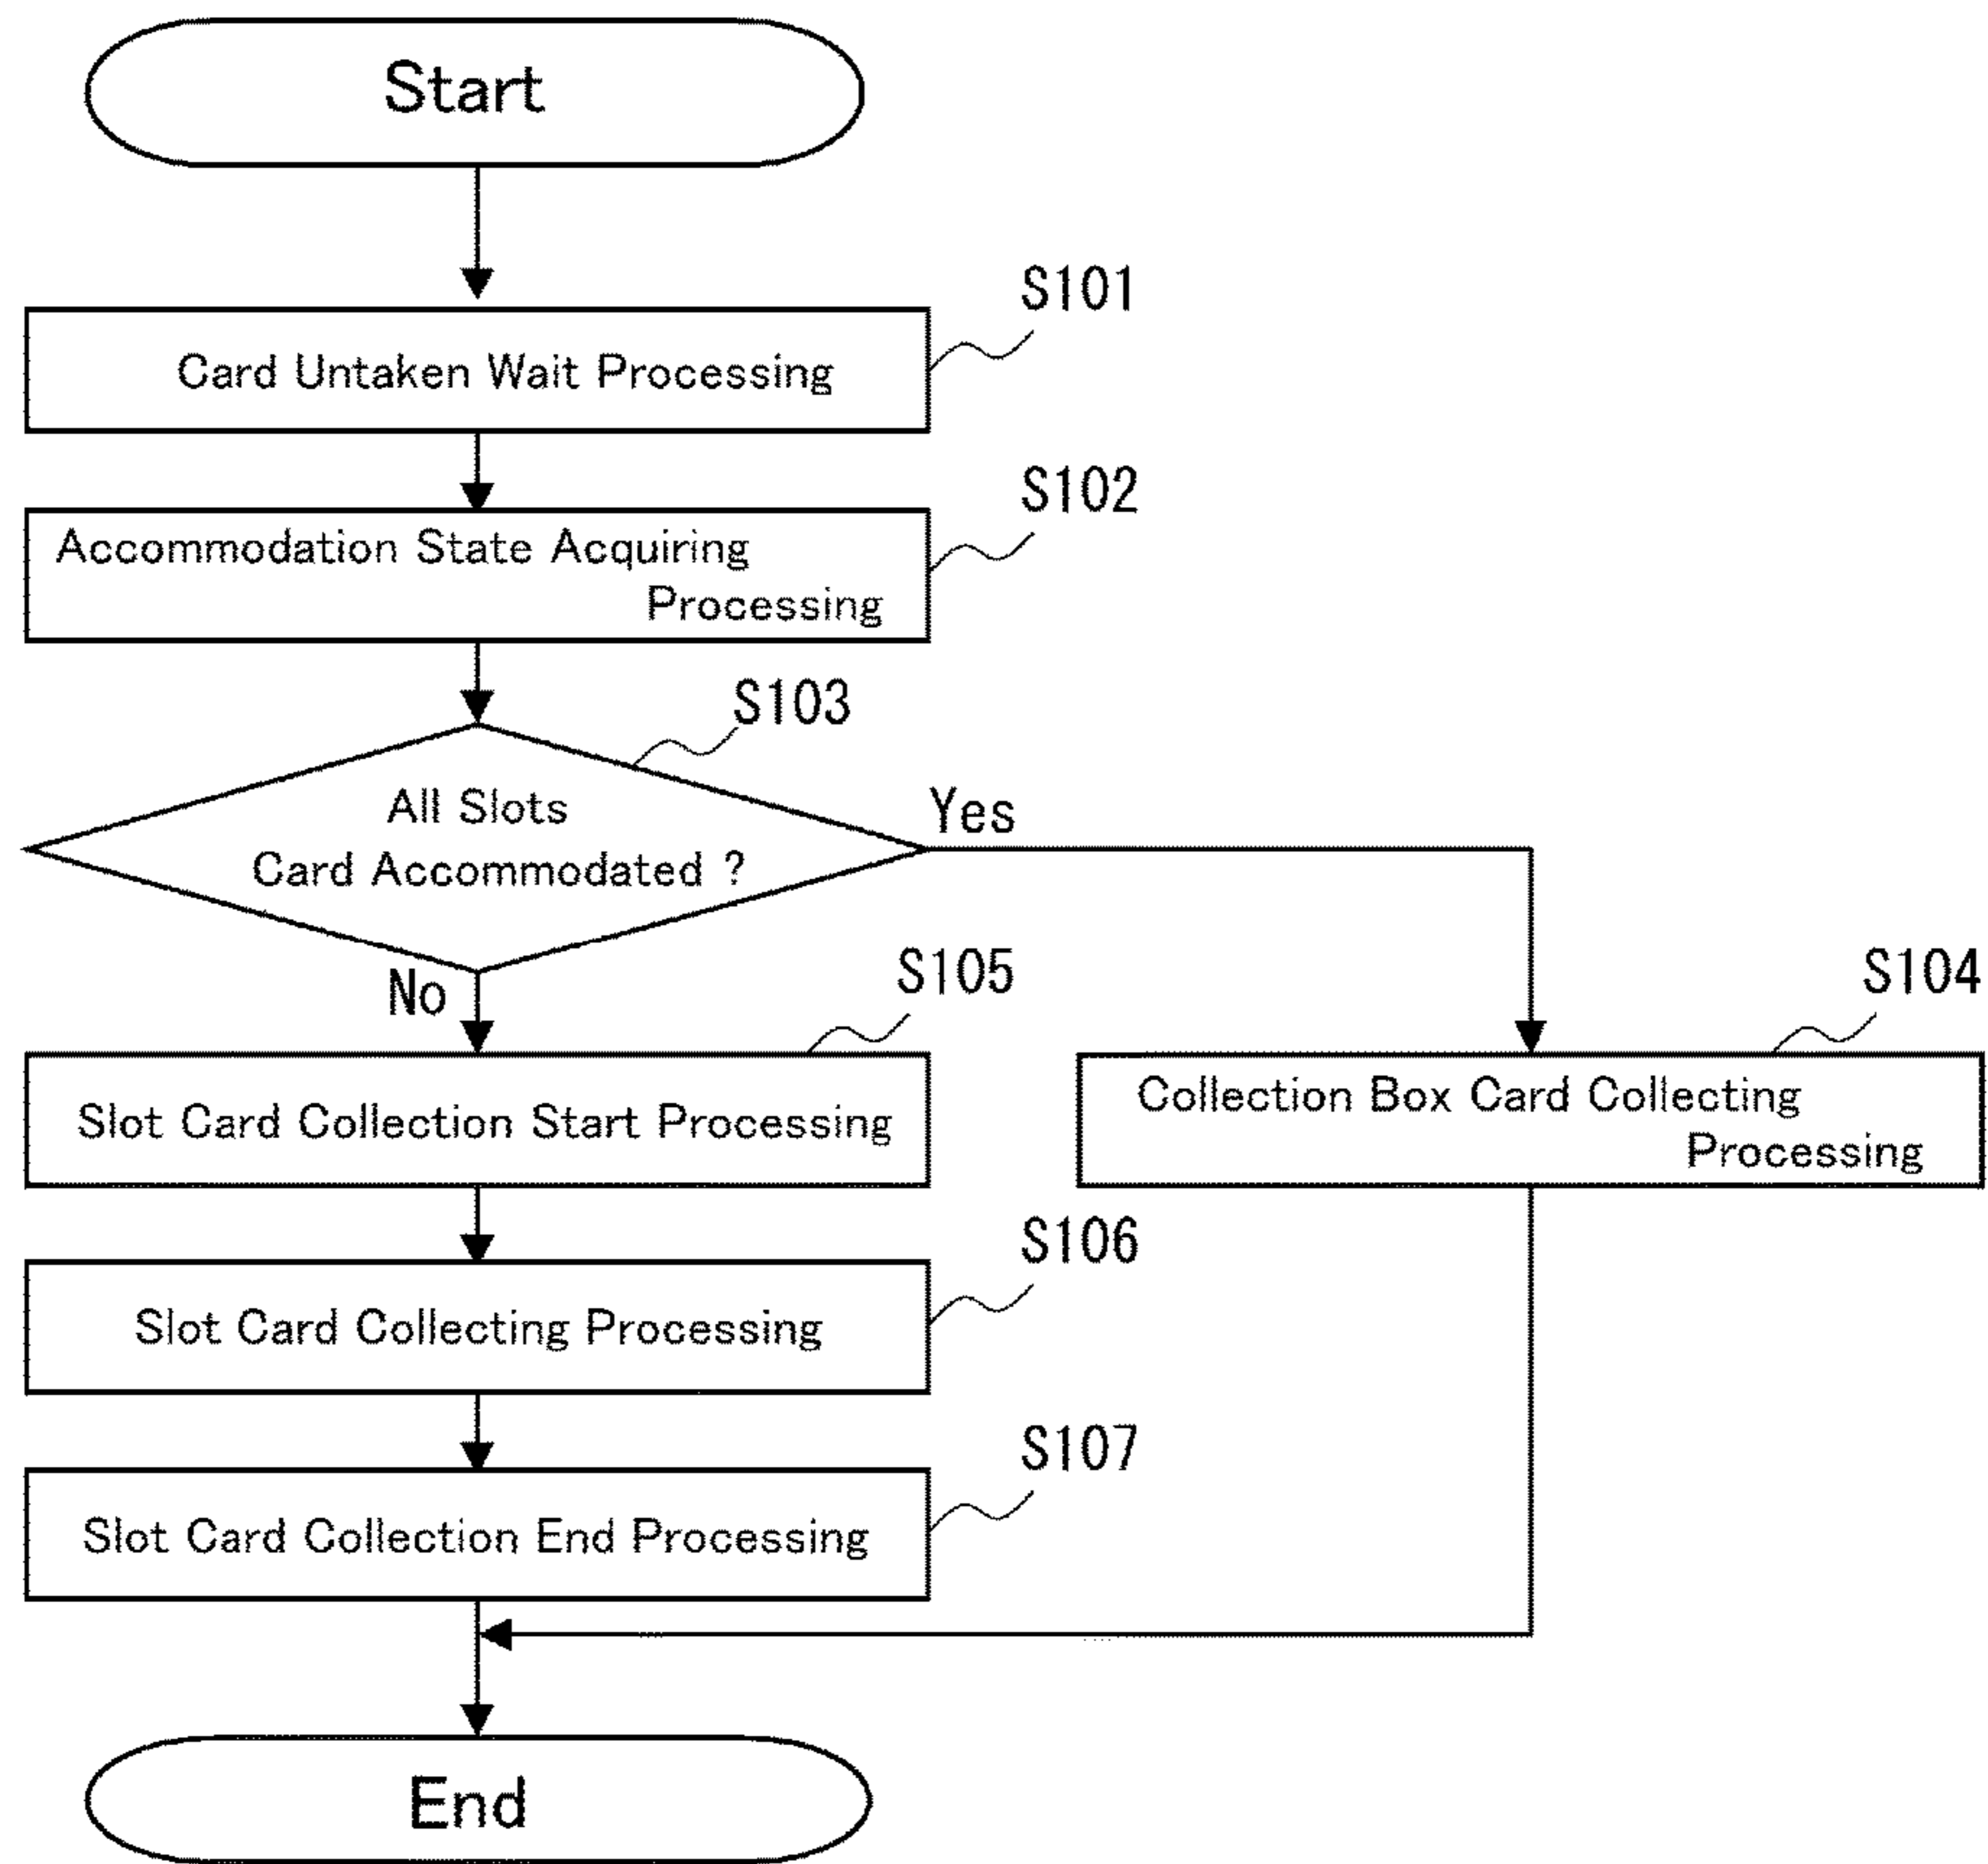 Start
S101
Card Untaken Wait Processing
S102
Accommodation State Acquiring
Processing
S103
All Slots
Card Accommodated ?
Yes
No
S105
S104
Slot Card Collection Start Processing
Collection Box Card Collecting
Processing
S106
Slot Card Collecting Processing
S107
Slot Card Collection End Processing
End